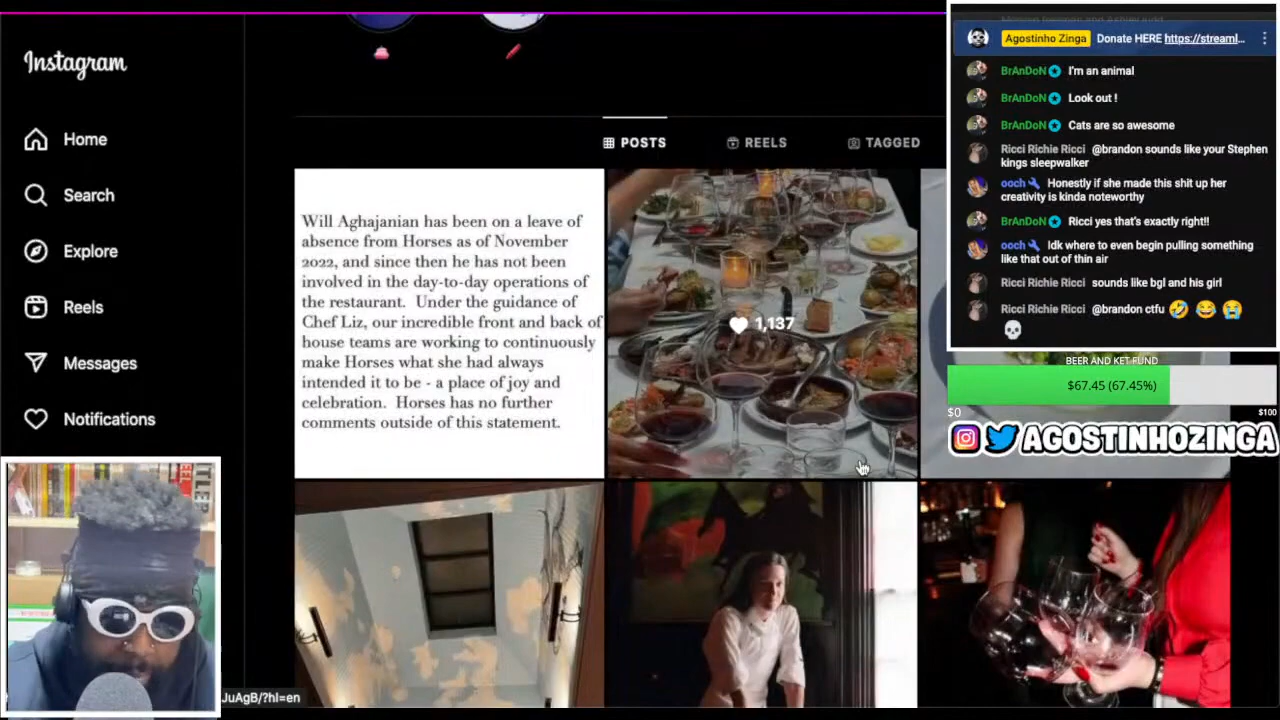 Instagram
Home
Search
Explore
Reels
Messages
Notifications
POSTS
REELS
TAGGED
Will Aghajanian has been on a leave of
absence from Horses as of November
2022, and since then he has not been
involved in the day-to-day operations of
the restaurant. Under the guidance of
Chef Liz, our incredible front and back of
house teams are working to continuously
make Horses what she had always
intended it to be - a place of joy and
celebration. Horses has no further
comments outside of this statement.
1,137
JuAgB/?hl=en
Agostinho Zinga Donate HERE https://streaml...
BrAnDoN I'm an animal
BrAnDoN Look out !
BrAnDoN Cats are so awesome
Ricci Richie Ricci @brandon sounds like your Stephen
kings sleepwalker
ooch Honestly if she made this shit up her
creativity is kinda noteworthy
BrAnDoN Ricci yes that's exactly right!!
ooch Idk where to even begin pulling something
like that out of thin air
Ricci Richie Ricci sounds like bgl and his girl
Ricci Richie Ricci @brandon ctfu 🤣 😂 😭
💀
BEER AND KET FUND
$67.45 (67.45%)
$0 $100
AGOSTINHOZINGA